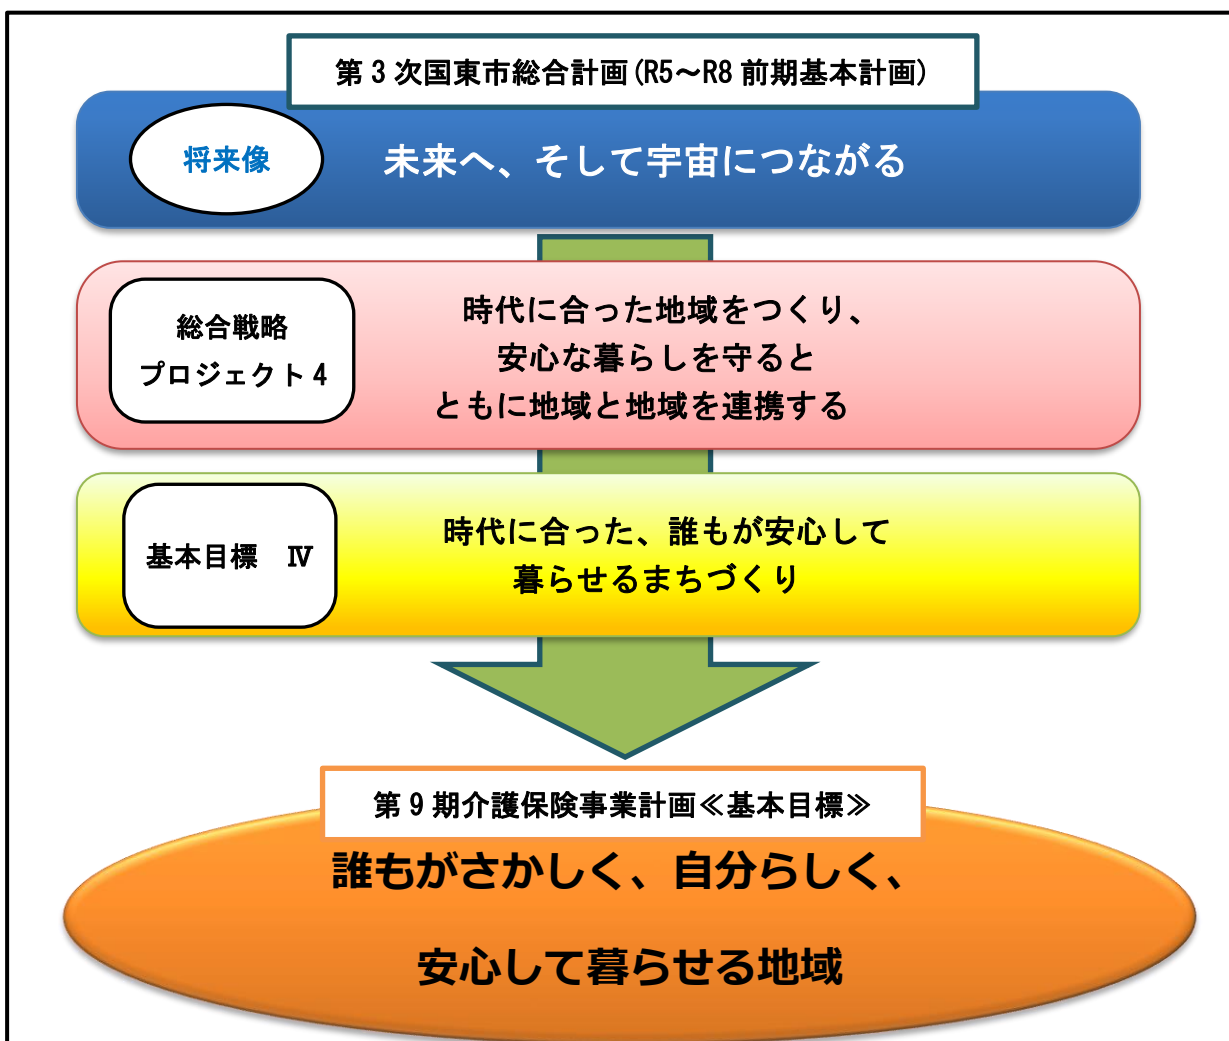 第3次国東市総合計画(R5～R8前期基本計画)
将来像
未来へ、そして宇宙につながる
総合戦略
プロジェクト4
時代に合った地域をつくり、
安心な暮らしを守ると
ともに地域と地域を連携する
基本目標　Ⅳ
時代に合った、誰もが安心して
暮らせるまちづくり
第9期介護保険事業計画≪基本目標≫
誰もがさかしく、自分らしく、
安心して暮らせる地域